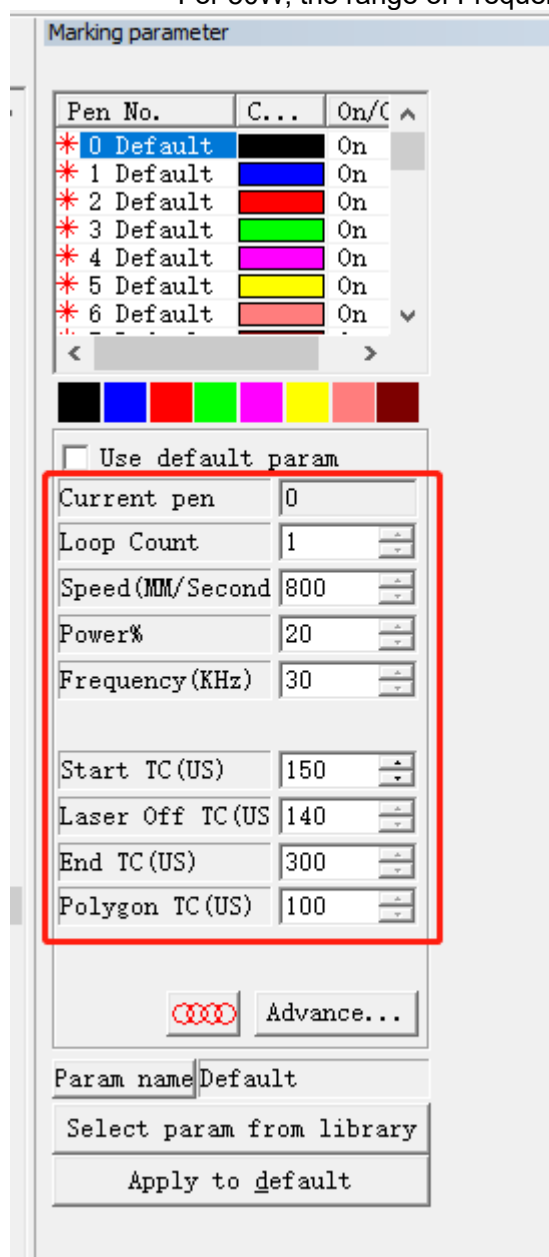 Marking parameter
Pen No. C... On/
0 Default On
1 Default On
2 Default On
3 Default On
4 Default On
5 Default On
6 Default On
Use default param
Current pen 0
Loop Count 1
Speed(MM/Second 800
Power% 20
Frequency(KHz) 30
Start TC(US) 150
Laser Off TC(US 140
End TC(US) 300
Polygon TC(US) 100
Advance...
Param name Default
Select param from library
Apply to default